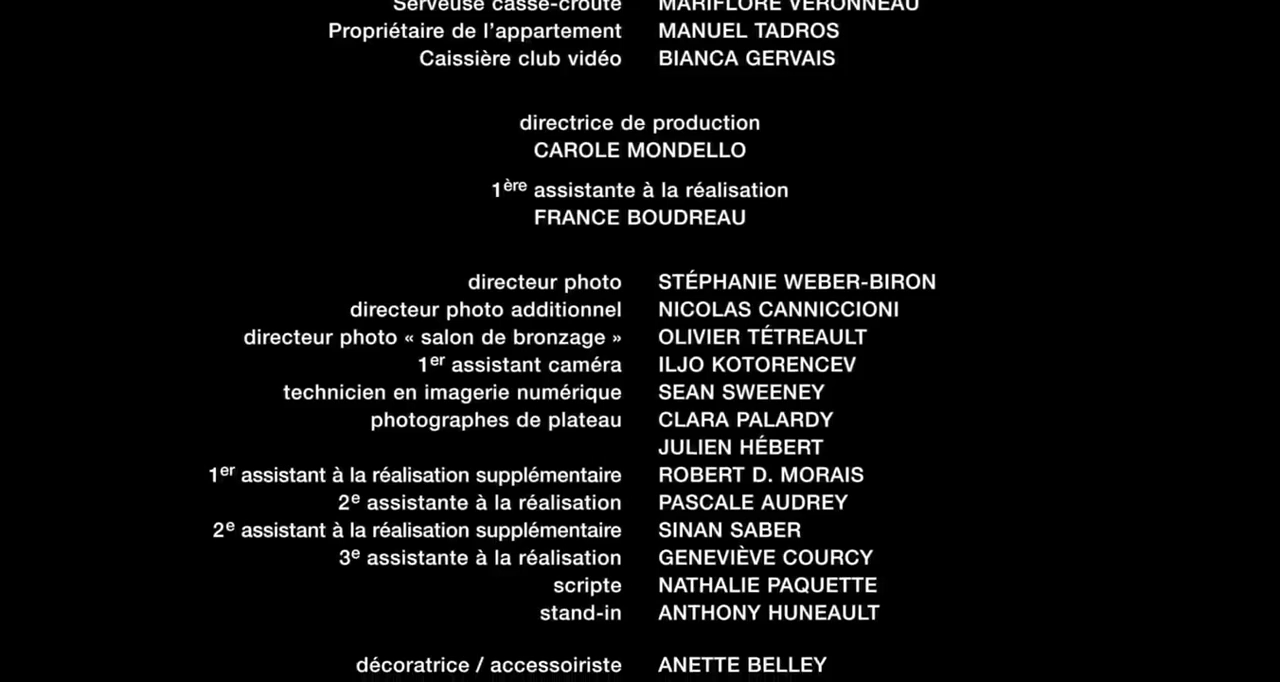 Serveuse casse-croûte MARIFLORE VÉRONNEAU
Propriétaire de l’appartement MANUEL TADROS
Caissière club vidéo BIANCA GERVAIS
directrice de production
CAROLE MONDELLO
1ère assistante à la réalisation
FRANCE BOUDREAU
directeur photo STÉPHANIE WEBER-BIRON
directeur photo additionnel NICOLAS CANNICCIONI
directeur photo « salon de bronzage » OLIVIER TÉTREAULT
1er assistant caméra ILJO KOTORENCEV
technicien en imagerie numérique SEAN SWEENEY
photographes de plateau CLARA PALARDY
JULIEN HÉBERT
1er assistant à la réalisation supplémentaire ROBERT D. MORAIS
2e assistante à la réalisation PASCALE AUDREY
2e assistant à la réalisation supplémentaire SINAN SABER
3e assistante à la réalisation GENEVIÈVE COURCY
scripte NATHALIE PAQUETTE
stand-in ANTHONY HUNEAULT
décoratrice / accessoiriste ANETTE BELLEY